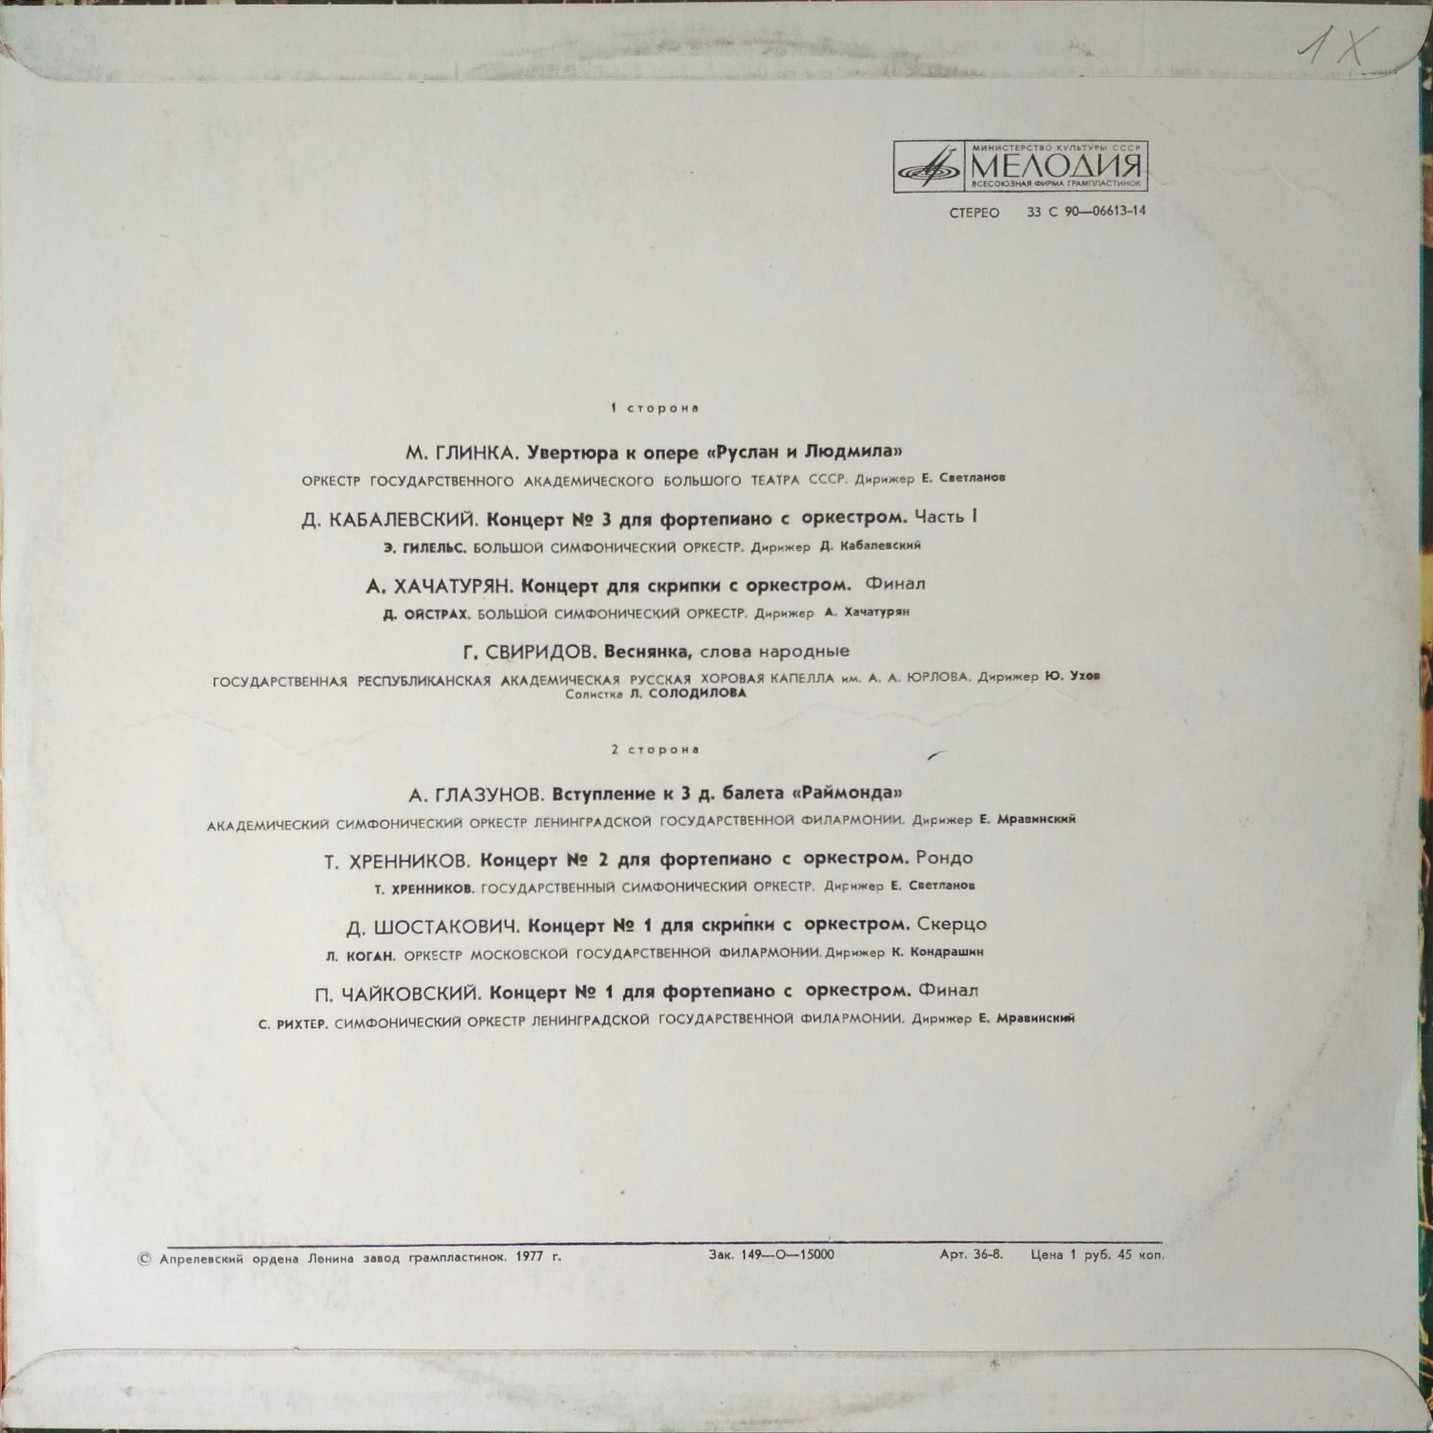 1 X
МИНИСТЕРСТВО КУЛЬТУРЫ СССР
МЕЛОДИЯ
ВСЕСОЮЗНАЯ ФИРМА ГРАМПЛАСТИНОК
СТЕРЕО 33 С 90—06613-14
1 сторона
М. ГЛИНКА. Увертюра к опере «Руслан и Людмила»
ОРКЕСТР ГОСУДАРСТВЕННОГО АКАДЕМИЧЕСКОГО БОЛЬШОГО ТЕАТРА СССР. Дирижер Е. Светланов
Д. КАБАЛЕВСКИЙ. Концерт № 3 для фортепиано с оркестром. Часть I
Э. ГИЛЕЛЬС. БОЛЬШОЙ СИМФОНИЧЕСКИЙ ОРКЕСТР. Дирижер Д. Кабалевский
А. ХАЧАТУРЯН. Концерт для скрипки с оркестром. Финал
Д. ОЙСТРАХ. БОЛЬШОЙ СИМФОНИЧЕСКИЙ ОРКЕСТР. Дирижер А. Хачатурян
Г. СВИРИДОВ. Веснянка, слова народные
ГОСУДАРСТВЕННАЯ РЕСПУБЛИКАНСКАЯ АКАДЕМИЧЕСКАЯ РУССКАЯ ХОРОВАЯ КАПЕЛЛА им. А. А. ЮРЛОВА. Дирижер Ю. Ухов
Солистка Л. СОЛОДИЛОВА
2 сторона
А. ГЛАЗУНОВ. Вступление к 3 д. балета «Раймонда»
АКАДЕМИЧЕСКИЙ СИМФОНИЧЕСКИЙ ОРКЕСТР ЛЕНИНГРАДСКОЙ ГОСУДАРСТВЕННОЙ ФИЛАРМОНИИ. Дирижер Е. Мравинский
Т. ХРЕННИКОВ. Концерт № 2 для фортепиано с оркестром. Рондо
Т. ХРЕННИКОВ. ГОСУДАРСТВЕННЫЙ СИМФОНИЧЕСКИЙ ОРКЕСТР. Дирижер Е. Светланов
Д. ШОСТАКОВИЧ. Концерт № 1 для скрипки с оркестром. Скерцо
Л. КОГАН. ОРКЕСТР МОСКОВСКОЙ ГОСУДАРСТВЕННОЙ ФИЛАРМОНИИ. Дирижер К. Кондрашин
П. ЧАЙКОВСКИЙ. Концерт № 1 для фортепиано с оркестром. Финал
С. РИХТЕР. СИМФОНИЧЕСКИЙ ОРКЕСТР ЛЕНИНГРАДСКОЙ ГОСУДАРСТВЕННОЙ ФИЛАРМОНИИ. Дирижер Е. Мравинский
© Апрелевский ордена Ленина завод грампластинок. 1977 г. Зак. 149—О—15000 Арт. 36-8. Цена 1 руб. 45 коп.